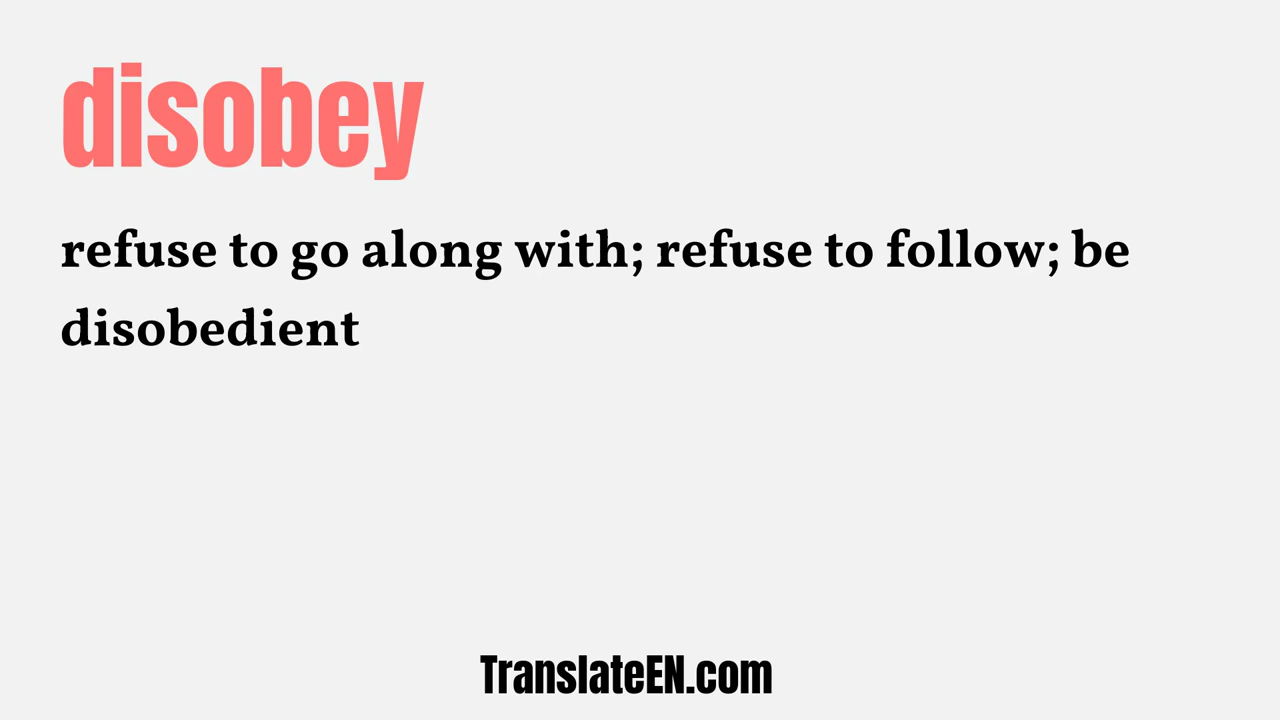 disobey
refuse to go along with; refuse to follow; be
disobedient
TranslateEN.com